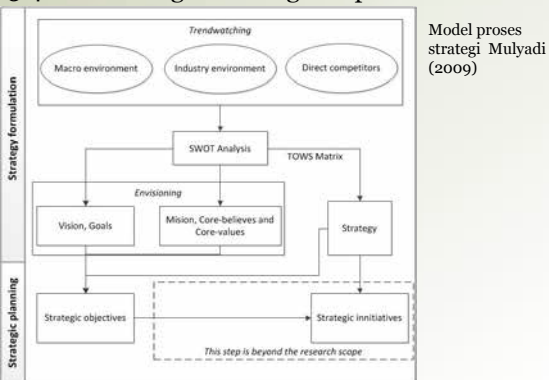 Trendwatching
Macro environment
Industry environment
Direct competitors
SWOT Analysis
TOWS Matrix
Envisioning
Vision, Goals
Mision, Core-believes and
Core-values
Strategy
Strategic objectives
Strategic innitiatives
This step is beyond the research scope
Strategy formulation
Strategic planning
Model proses
strategi Mulyadi
(2009)